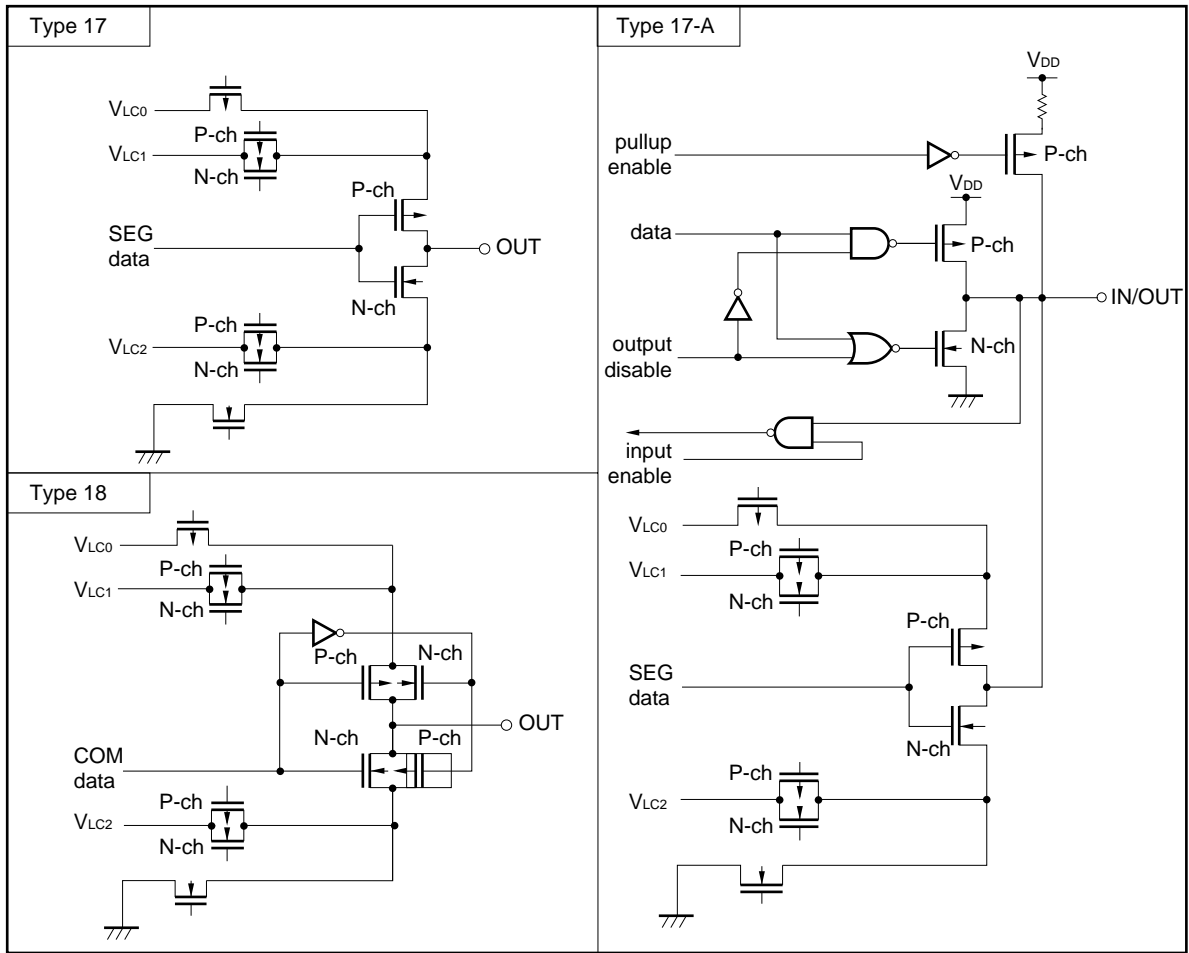 Type 17
VLC0
P-ch
VLC1
N-ch
P-ch
SEG
data
OUT
N-ch
P-ch
VLC2
N-ch
Type 18
VLC0
P-ch
VLC1
N-ch
P-ch
N-ch
OUT
N-ch
P-ch
COM
data
P-ch
VLC2
N-ch
Type 17-A
VDD
pullup
enable
P-ch
VDD
data
P-ch
IN/OUT
output
disable
N-ch
input
enable
VLC0
P-ch
VLC1
N-ch
P-ch
SEG
data
N-ch
P-ch
VLC2
N-ch